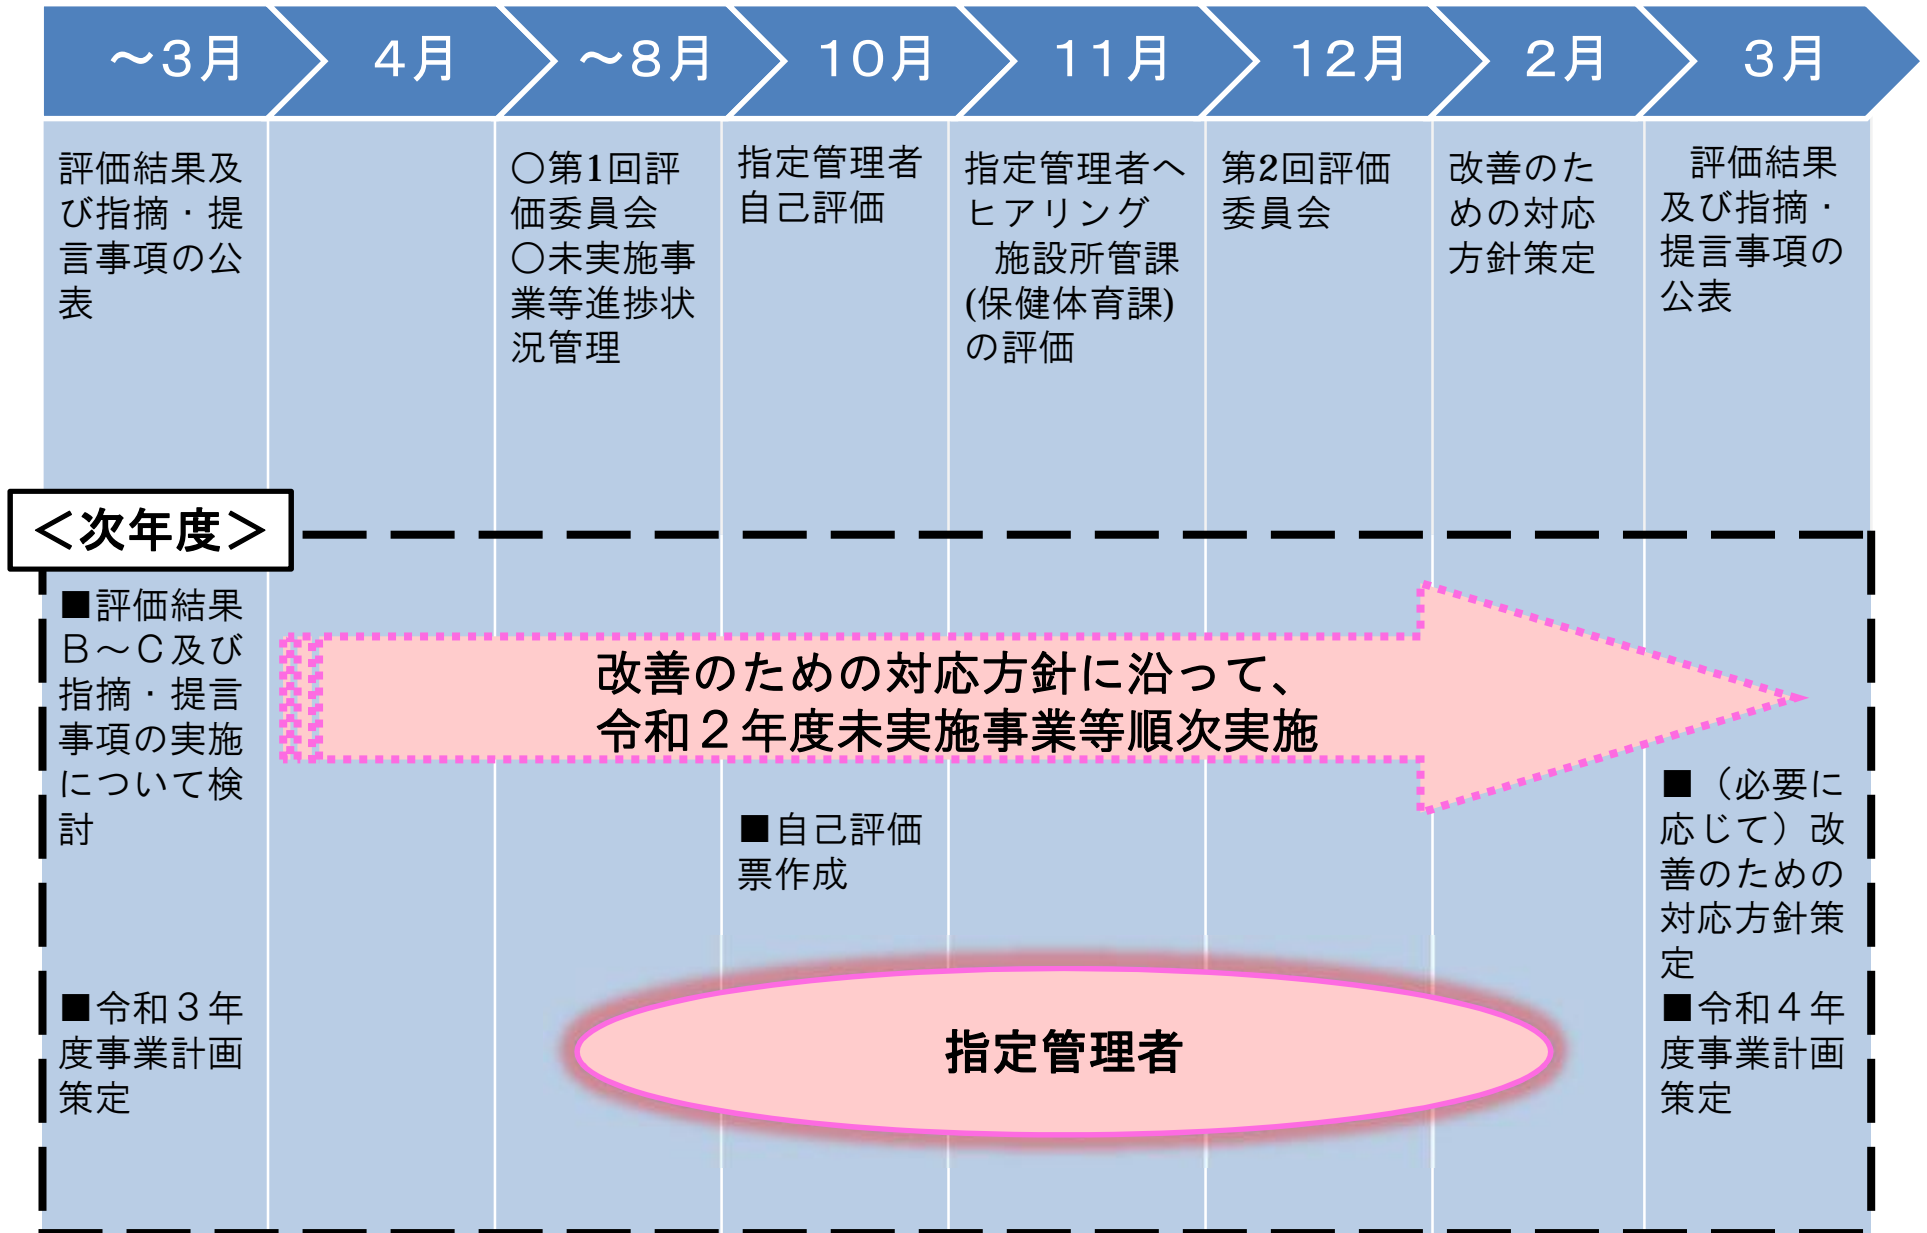 ～3月
4月
～8月
10月
11月
12月
2月
3月
評価結果及
び指摘・提
言事項の公
表
○第1回評
価委員会
○未実施事
業等進捗状
況管理
指定管理者
自己評価
指定管理者へ
ヒアリング
施設所管課
(保健体育課)
の評価
第2回評価
委員会
改善のた
めの対応
方針策定
評価結果
及び指摘・
提言事項の
公表
＜次年度＞
■評価結果
Ｂ～Ｃ及び
指摘・提言
事項の実施
について検
討
■令和３年
度事業計画
策定
改善のための対応方針に沿って、
令和２年度未実施事業等順次実施
■自己評価
票作成
指定管理者
■（必要に
応じて）改
善のための
対応方針策
定
■令和４年
度事業計画
策定